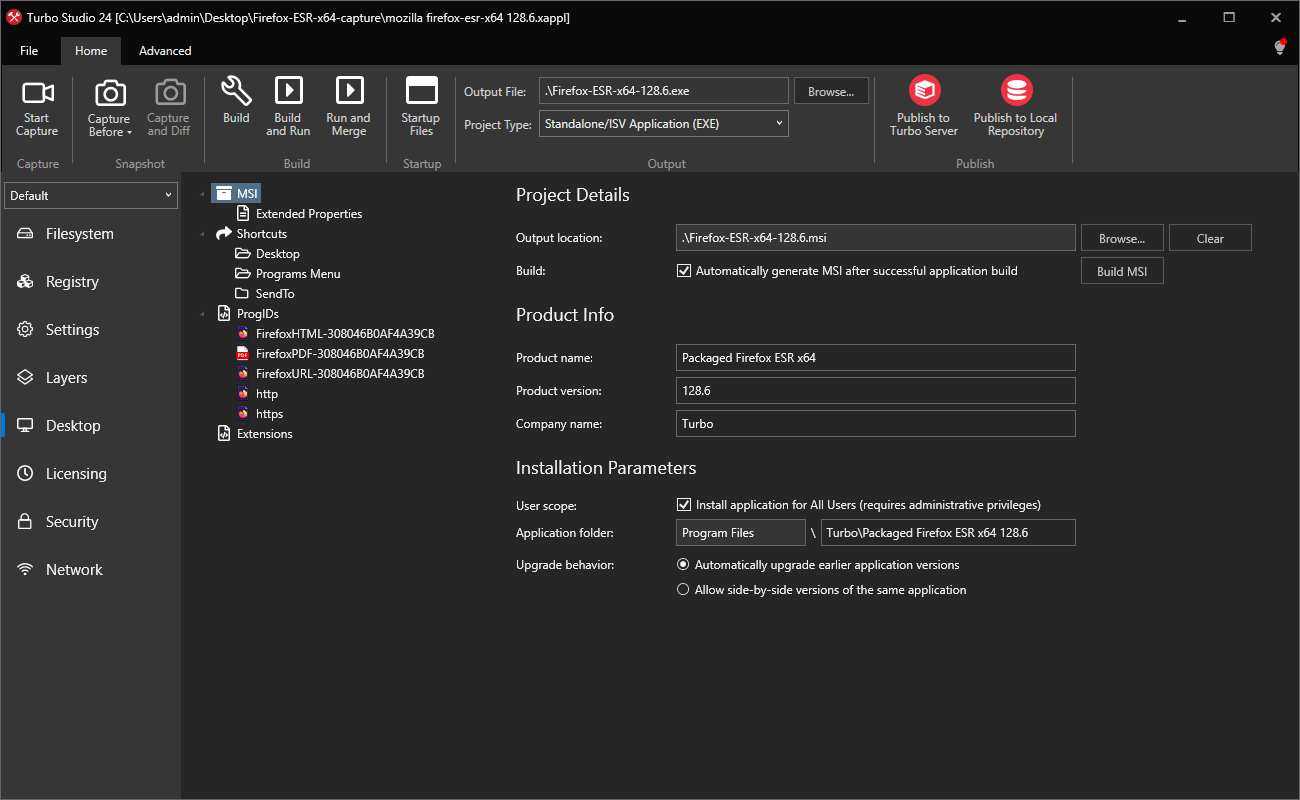 Turbo Studio 24 [C:\Users\admin\Desktop\Firefox-ESR-x64-capture\mozilla firefox-esr-x64 128.6.xappl]
File Home Advanced
Start Capture
Capture Before
Capture and Diff
Build
Build and Run
Run and Merge
Startup Files
Output File: .\Firefox-ESR-x64-128.6.exe Browse...
Project Type: Standalone/ISV Application (EXE)
Publish to Turbo Server
Publish to Local Repository
Capture Snapshot Build Startup Output Publish
Default
Filesystem
Registry
Settings
Layers
Desktop
Licensing
Security
Network
MSI
Extended Properties
Shortcuts
Desktop
Programs Menu
SendTo
ProgIDs
FirefoxHTML-308046B0AF4A39CB
PDF FirefoxPDF-308046B0AF4A39CB
FirefoxURL-308046B0AF4A39CB
http
https
Extensions
Project Details
Output location: .\Firefox-ESR-x64-128.6.msi Browse... Clear
Build: Automatically generate MSI after successful application build Build MSI
Product Info
Product name: Packaged Firefox ESR x64
Product version: 128.6
Company name: Turbo
Installation Parameters
User scope: Install application for All Users (requires administrative privileges)
Application folder: Program Files \ Turbo\Packaged Firefox ESR x64 128.6
Upgrade behavior: Automatically upgrade earlier application versions
Allow side-by-side versions of the same application